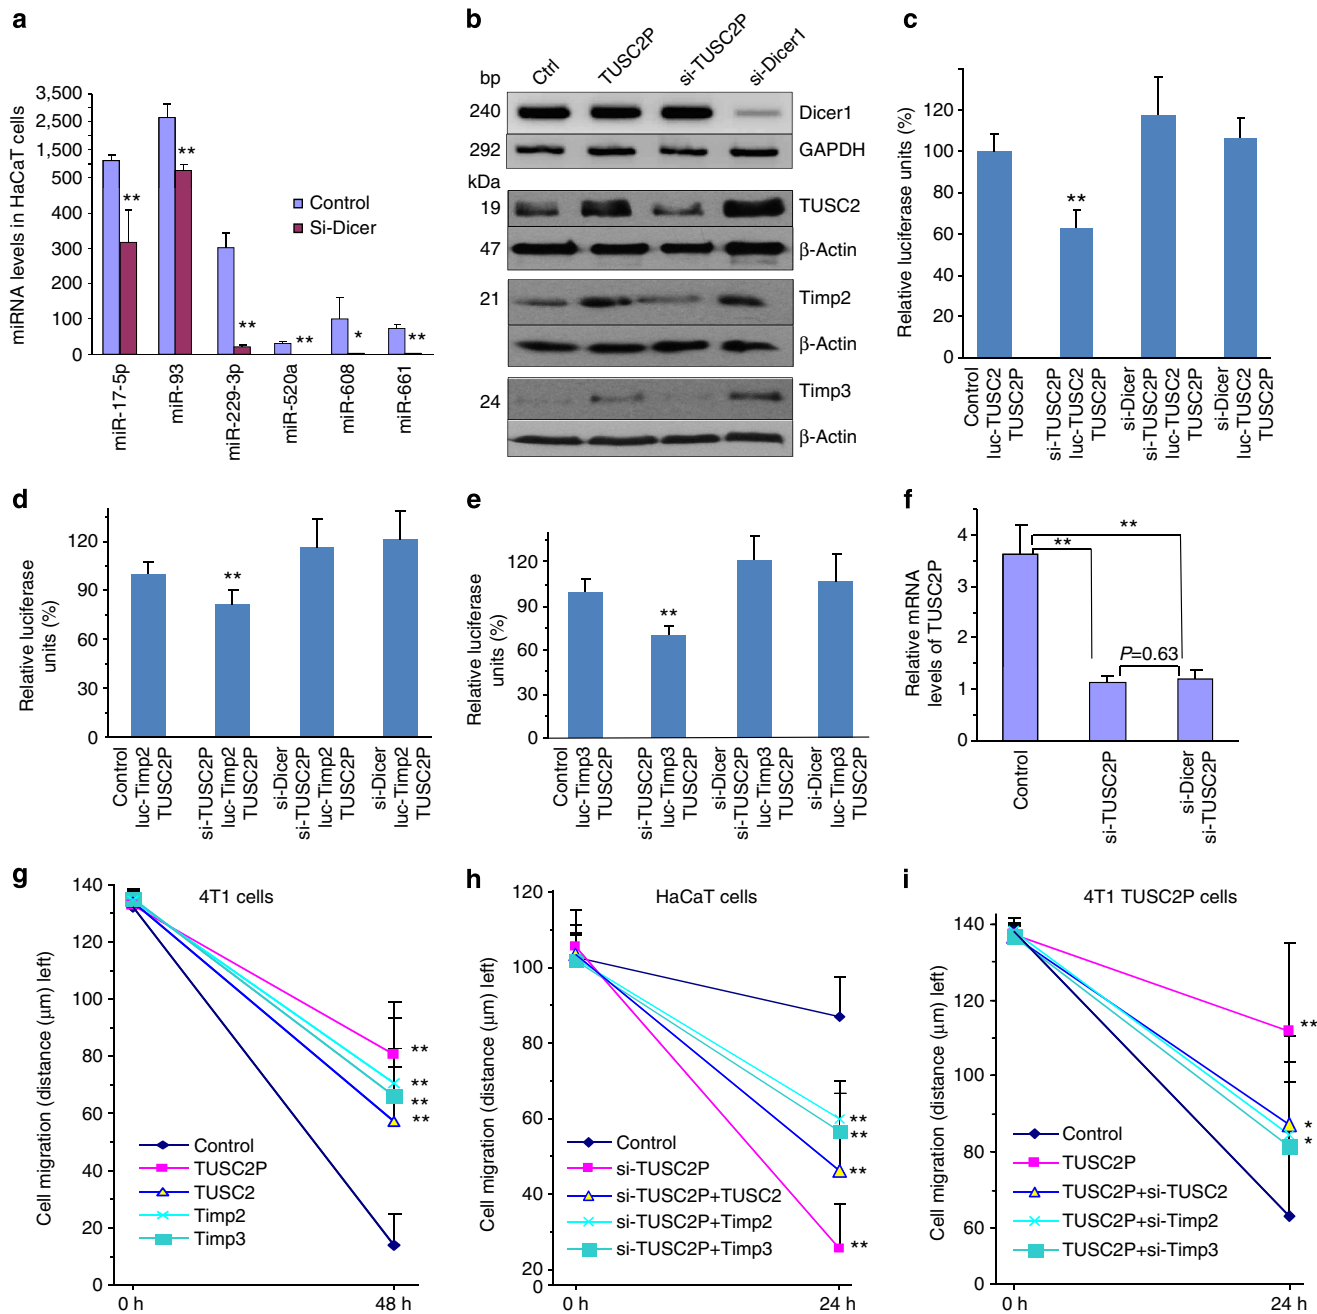 a
miRNA levels in HaCaT cells
3,500
2,500
1,500
500
400
300
200
100
0
Control
Si-Dicer
**
**
**
**
*
**
miR-17-5p
miR-93
miR-229-3p
miR-520a
miR-608
miR-661
b
bp
Ctrl
TUSC2P
si-TUSC2P
si-Dicer1
240
Dicer1
292
GAPDH
kDa
19
TUSC2
47
β-Actin
21
Timp2
β-Actin
24
Timp3
β-Actin
c
Relative luciferase units (%)
120
100
80
60
40
20
0
**
Control
luc-TUSC2
TUSC2P
si-TUSC2P
luc-TUSC2
TUSC2P
si-Dicer
si-TUSC2P
luc-TUSC2
TUSC2P
si-Dicer
luc-TUSC2
TUSC2P
d
Relative luciferase
units (%)
120
90
60
30
0
**
Control
luc-Timp2
TUSC2P
si-TUSC2P
luc-Timp2
TUSC2P
si-Dicer
si-TUSC2P
luc-Timp2
TUSC2P
si-Dicer
luc-Timp2
TUSC2P
e
Relative luciferase
units (%)
120
90
60
30
0
**
Control
luc-Timp3
TUSC2P
si-TUSC2P
luc-Timp3
TUSC2P
si-Dicer
si-TUSC2P
luc-Timp3
TUSC2P
si-Dicer
luc-Timp3
TUSC2P
f
Relative mRNA
levels of TUSC2P
4
3
2
1
0
**
**
P=0.63
Control
si-TUSC2P
si-Dicer
si-TUSC2P
g
4T1 cells
Cell migration (distance (µm) left)
140
120
100
80
60
40
20
0
**
**
**
**
Control
TUSC2P
TUSC2
Timp2
Timp3
0 h
48 h
h
HaCaT cells
Cell migration (distance (µm) left)
120
100
80
60
40
20
0
**
**
**
**
Control
si-TUSC2P
si-TUSC2P+TUSC2
si-TUSC2P+Timp2
si-TUSC2P+Timp3
0 h
24 h
i
4T1 TUSC2P cells
Cell migration (distance (µm) left)
140
120
100
80
60
40
20
60
0
**
*
*
Control
TUSC2P
TUSC2P+si-TUSC2
TUSC2P+si-Timp2
TUSC2P+si-Timp3
0 h
24 h